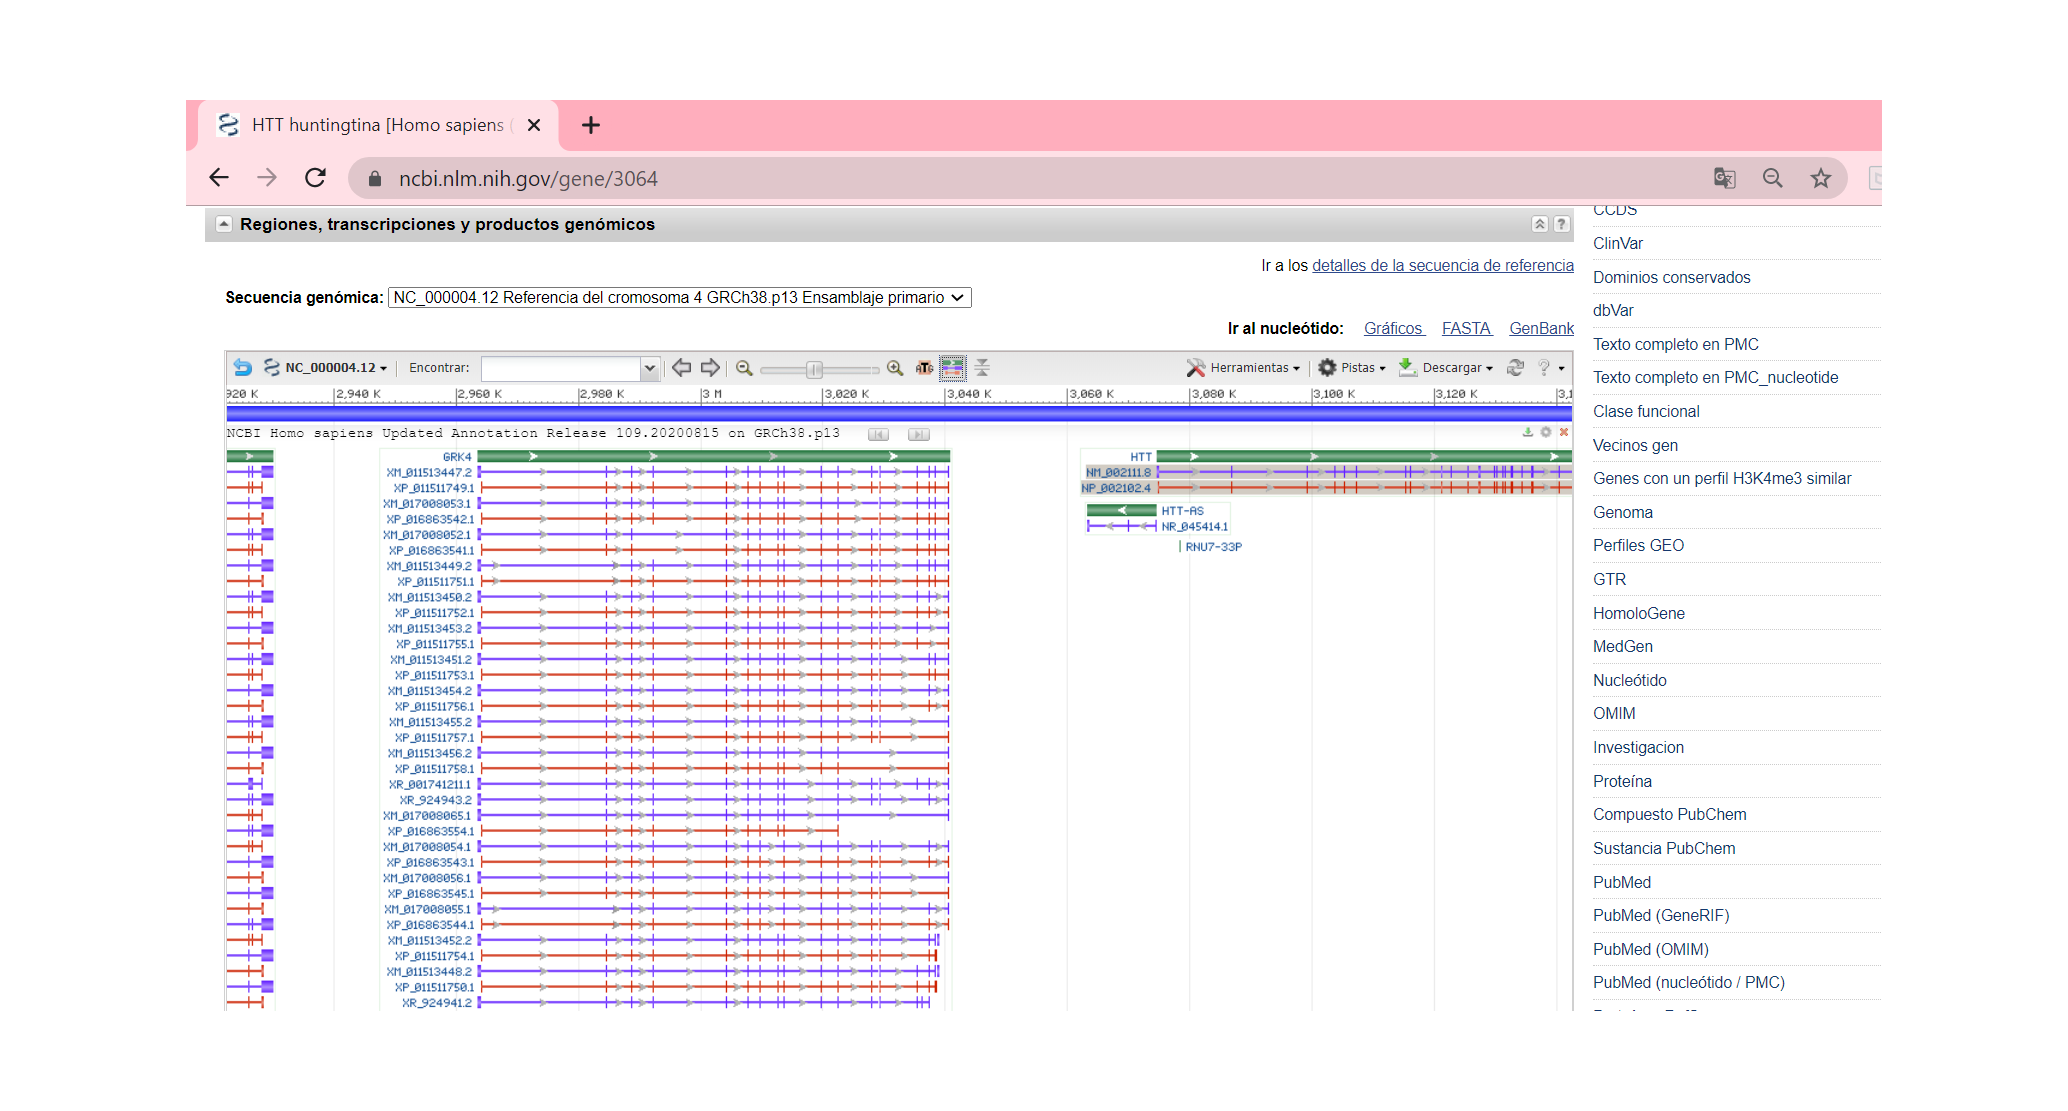 HTT huntingtina [Homo sapiens (
ncbi.nlm.nih.gov/gene/3064
Regiones, transcripciones y productos genómicos
Ir a los detalles de la secuencia de referencia
Secuencia genómica: NC_000004.12 Referencia del cromosoma 4 GRCh38.p13 Ensamblaje primario
Ir al nucleótido: Gráficos FASTA GenBank
NC_000004.12 Encontrar: ATG Herramientas Pistas Descargar ?
920 K 2,940 K 2,960 K 2,980 K 3 M 3,020 K 3,040 K 3,060 K 3,080 K 3,100 K 3,120 K 3,1
NCBI Homo sapiens Updated Annotation Release 109.20200815 on GRCh38.p13
GRK4
XM_011513447.2
XP_011511749.1
XM_017008053.1
XP_016863542.1
XM_017008052.1
XP_016863541.1
XM_011513449.2
XP_011511751.1
XM_011513450.2
XP_011511752.1
XM_011513453.2
XP_011511755.1
XM_011513451.2
XP_011511753.1
XM_011513454.2
XP_011511756.1
XM_011513455.2
XP_011511757.1
XM_011513456.2
XP_011511758.1
XR_001741211.1
XR_924943.2
XM_017008065.1
XP_016863554.1
XM_017008054.1
XP_016863543.1
XM_017008056.1
XP_016863545.1
XM_017008055.1
XP_016863544.1
XM_011513452.2
XP_011511754.1
XM_011513448.2
XP_011511750.1
XR_924941.2
HTT
NM_002111.8
NP_002102.4
HTT-AS
NR_045414.1
RNU7-33P
CCDS
ClinVar
Dominios conservados
dbVar
Texto completo en PMC
Texto completo en PMC_nucleotide
Clase funcional
Vecinos gen
Genes con un perfil H3K4me3 similar
Genoma
Perfiles GEO
GTR
HomoloGene
MedGen
Nucleótido
OMIM
Investigacion
Proteína
Compuesto PubChem
Sustancia PubChem
PubMed
PubMed (GeneRIF)
PubMed (OMIM)
PubMed (nucleótido / PMC)